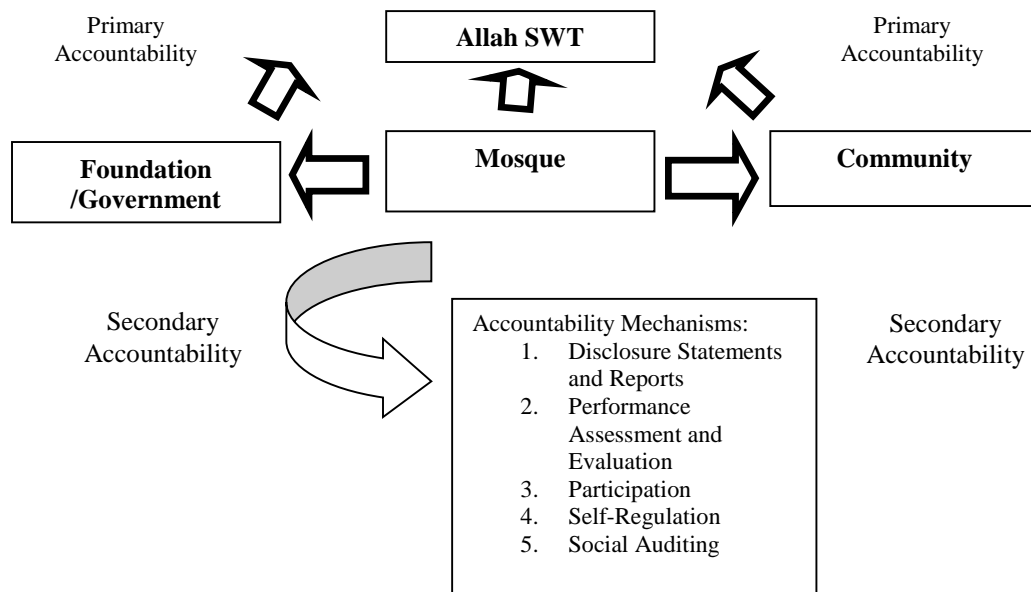 Primary
Accountability
Allah SWT
Primary
Accountability
Foundation
/Government
Mosque
Community
Secondary
Accountability
Accountability Mechanisms:
1. Disclosure Statements
and Reports
2. Performance
Assessment and
Evaluation
3. Participation
4. Self-Regulation
5. Social Auditing
Secondary
Accountability